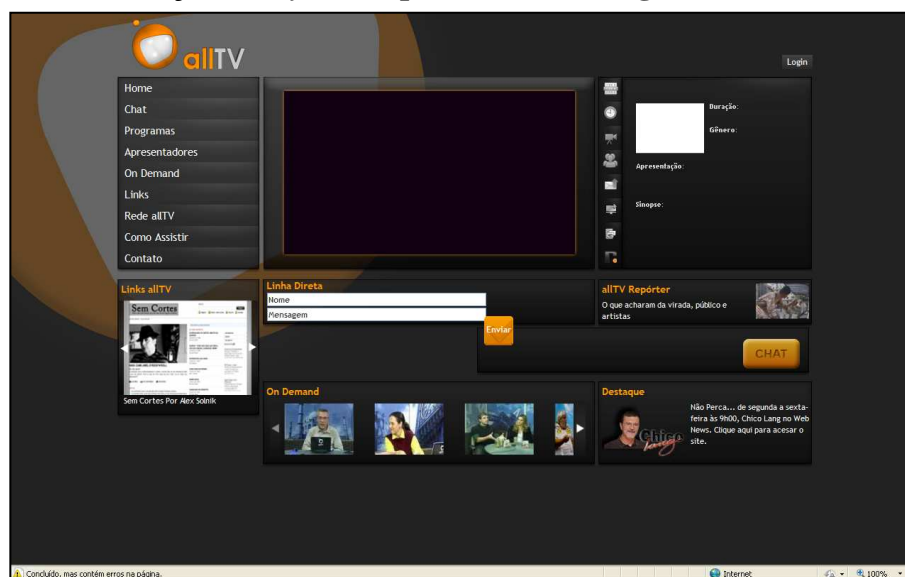 allTV
Login
Home
Chat
Programas
Apresentadores
On Demand
Links
Rede allTV
Como Assistir
Contato
Duração:
Gênero:
Apresentação:
Sinopse:
Links allTV
Sem Cortes
Sem Cortes Por Alex Solnik
Linha Direta
Nome
Mensagem
Enviar
allTV Repórter
O que acharam da virada, público e
artistas
CHAT
On Demand
Destaque
Não Perca... de segunda a sexta-
feira às 9h00, Chico Lang no Web
News. Clique aqui para acesar o
site.
Chico
Lang
Concluído, mas contém erros na página.
Internet
100%